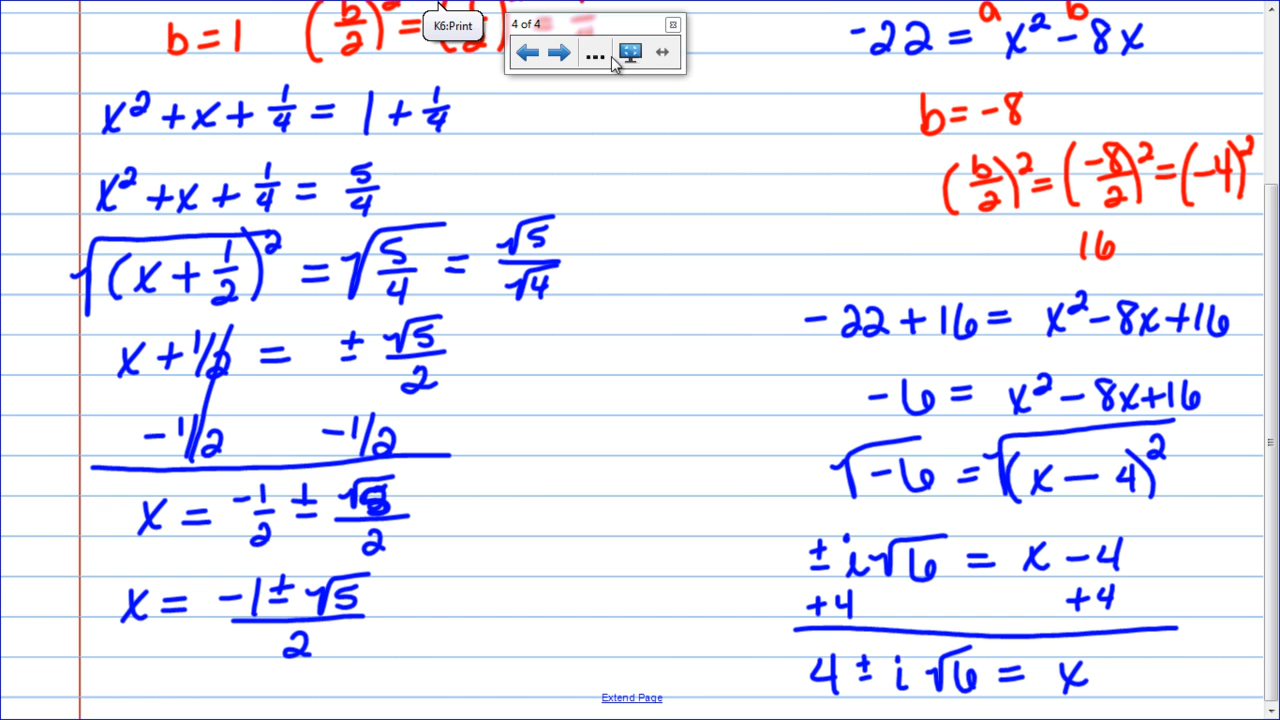 K6:Print
4 of 4
...
b = 1 (b/2)² =
x² + x + 1/4 = 1 + 1/4
x² + x + 1/4 = 5/4
√(x + 1/2)² = √5/4 = √5/√4
x + 1/2 = ± √5/2
-1/2 -1/2
x = -1/2 ± √5/2
x = -1 ± √5/2
a b
-22 = x² - 8x
b = -8
(b/2)² = (-8/2)² = (-4)²
16
-22 + 16 = x² - 8x + 16
-6 = x² - 8x + 16
√-6 = √(x - 4)²
± i√6 = x - 4
+4 +4
4 ± i√6 = x
Extend Page